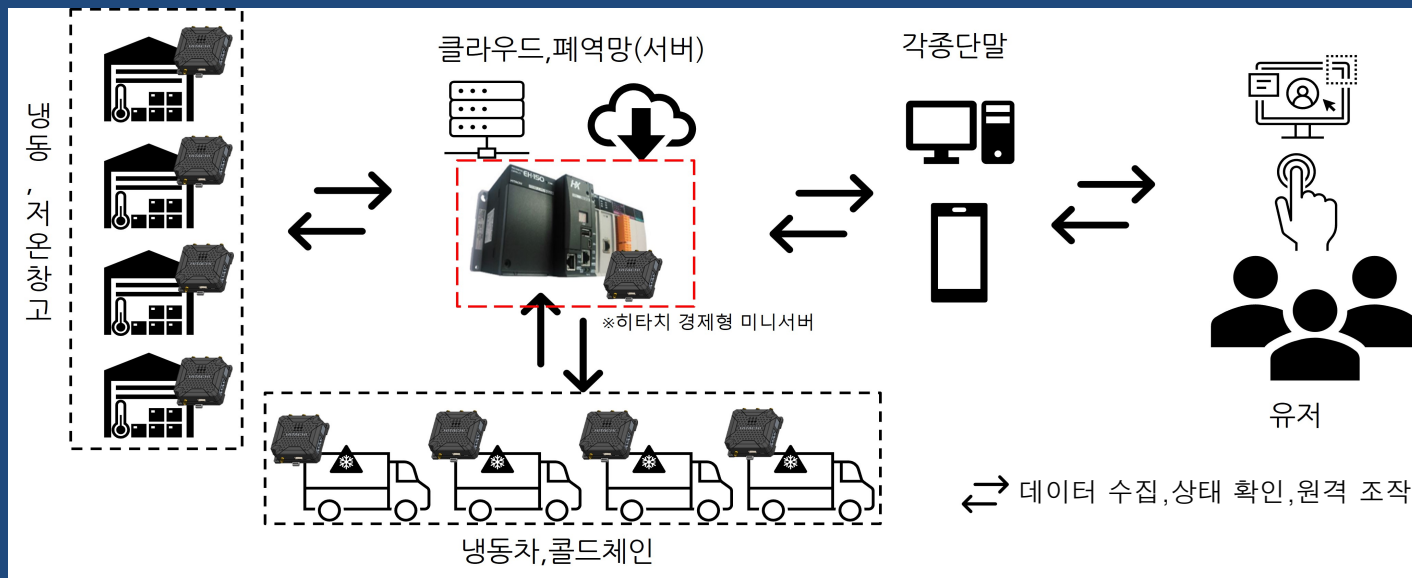 클라우드,폐역망(서버)
각종단말
냉동,저온창고
EH150
HX
※히타치 경제형 미니서버
유저
데이터 수집,상태 확인,원격 조작
냉동차,콜드체인